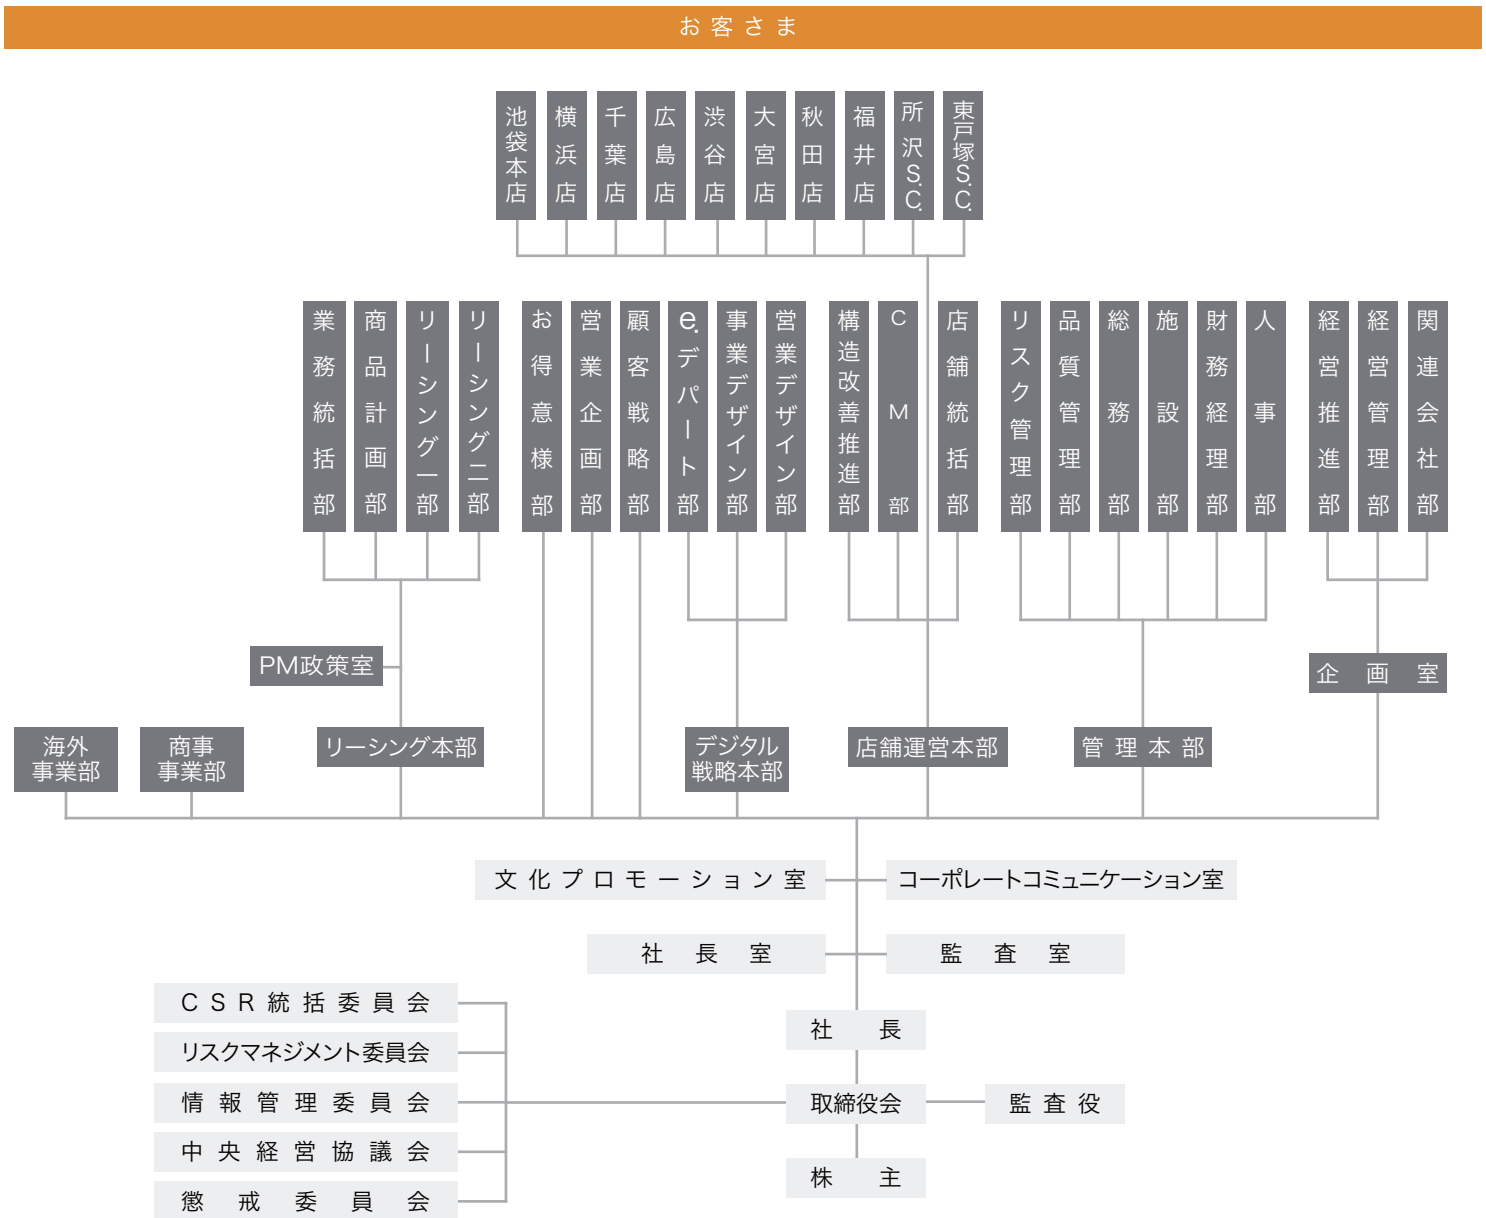 お客さま
池袋本店
横浜店
千葉店
広島店
渋谷店
大宮店
秋田店
福井店
所沢S.C.
東戸塚S.C.
業務統括部
商品計画部
リーシング一部
リーシング二部
お得意様部
営業企画部
顧客戦略部
e.デパート部
事業デザイン部
営業デザイン部
構造改善推進部
CM部
店舗統括部
リスク管理部
品質管理部
総務部
施設部
財務経理部
人事部
経営推進部
経営管理部
関連会社部
PM政策室
企画室
海外
事業部
商事
事業部
リーシング本部
デジタル
戦略本部
店舗運営本部
管理本部
文化プロモーション室
コーポレートコミュニケーション室
社長室
監査室
CSR統括委員会
リスクマネジメント委員会
情報管理委員会
中央経営協議会
懲戒委員会
社長
取締役会
監査役
株主